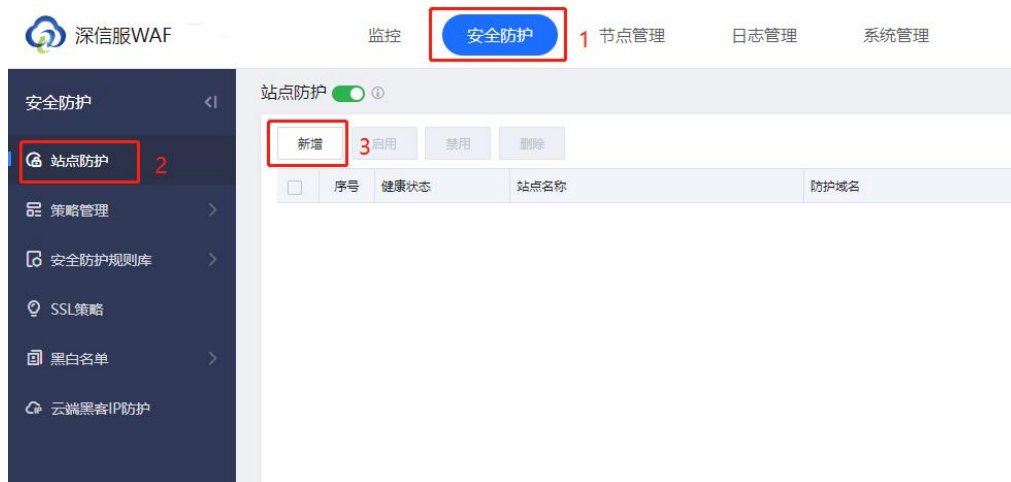 深信服WAF
监控
安全防护
1
节点管理
日志管理
系统管理
安全防护
站点防护
新增
3
启用
禁用
删除
站点防护
2
序号
健康状态
站点名称
防护域名
策略管理
安全防护规则库
SSL策略
黑白名单
云端黑客IP防护